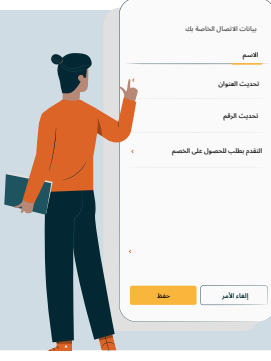 بيانات الاتصال الخاصة بك
الاسم
تحديث العنوان
تحديث الرقم
التقدم بطلب للحصول على الخصم
إلغاء الأمر
حفظ